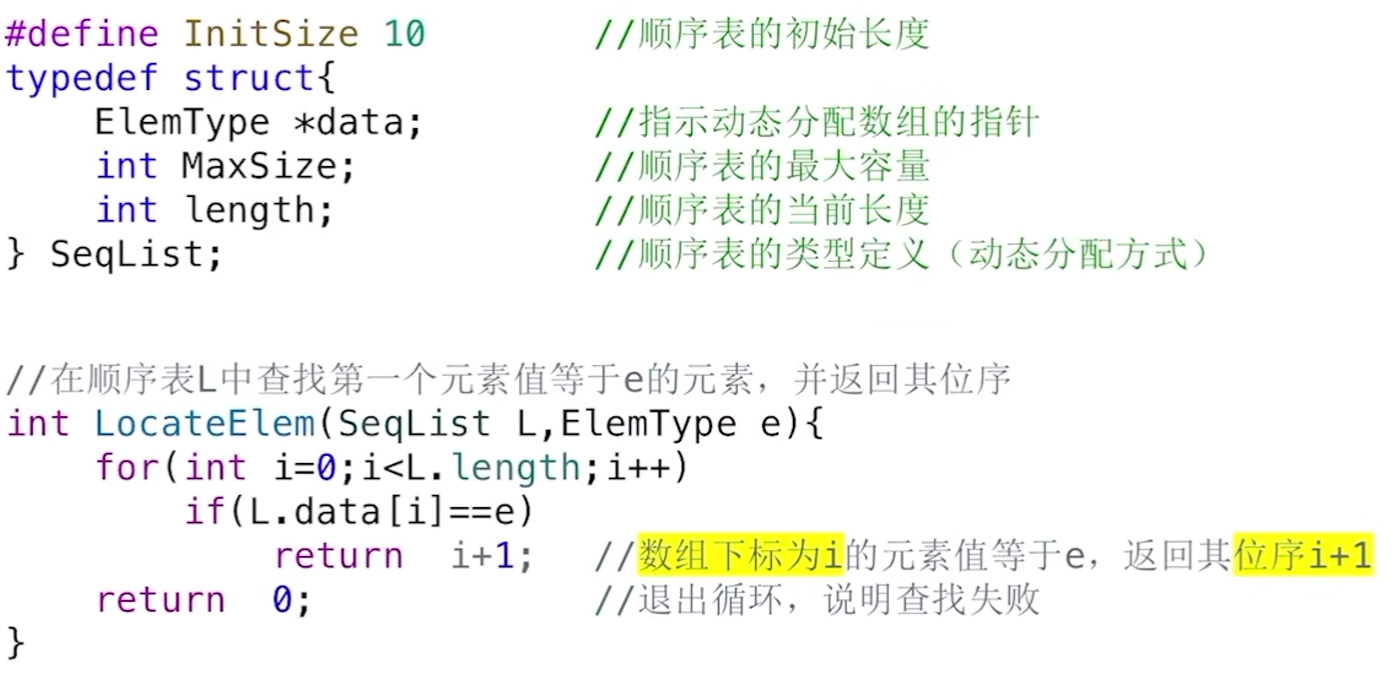 #define InitSize 10 //顺序表的初始长度
typedef struct{
ElemType *data; //指示动态分配数组的指针
int MaxSize; //顺序表的最大容量
int length; //顺序表的当前长度
} SeqList; //顺序表的类型定义（动态分配方式）
//在顺序表L中查找第一个元素值等于e的元素，并返回其位序
int LocateElem(SeqList L,ElemType e){
for(int i=0;i<L.length;i++)
if(L.data[i]==e)
return i+1; //数组下标为i的元素值等于e，返回其位序i+1
return 0; //退出循环，说明查找失败
}